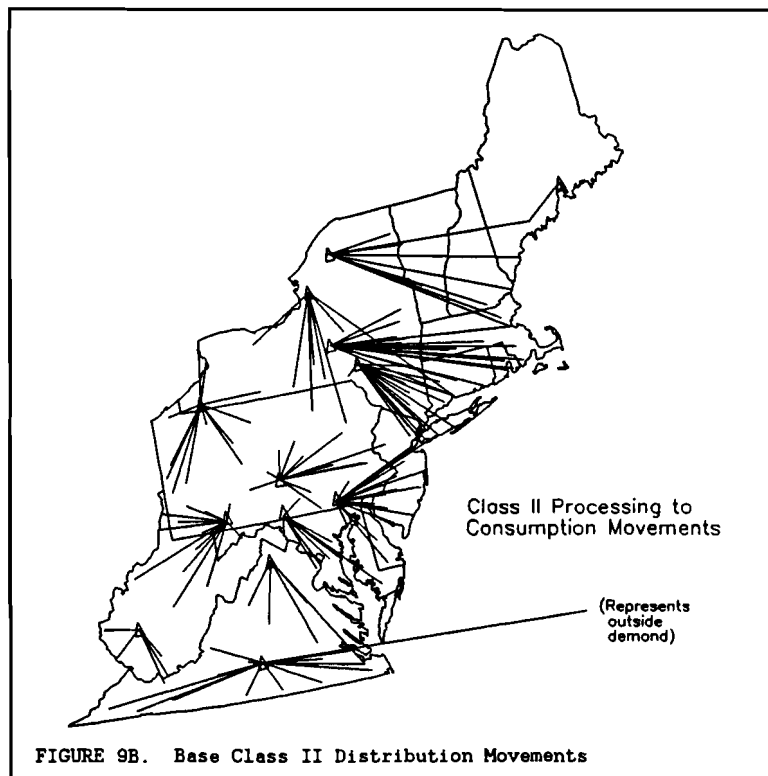 Class II Processing to
Consumption Movements
(Represents
outside
demond)
FIGURE 9B. Base Class II Distribution Movements